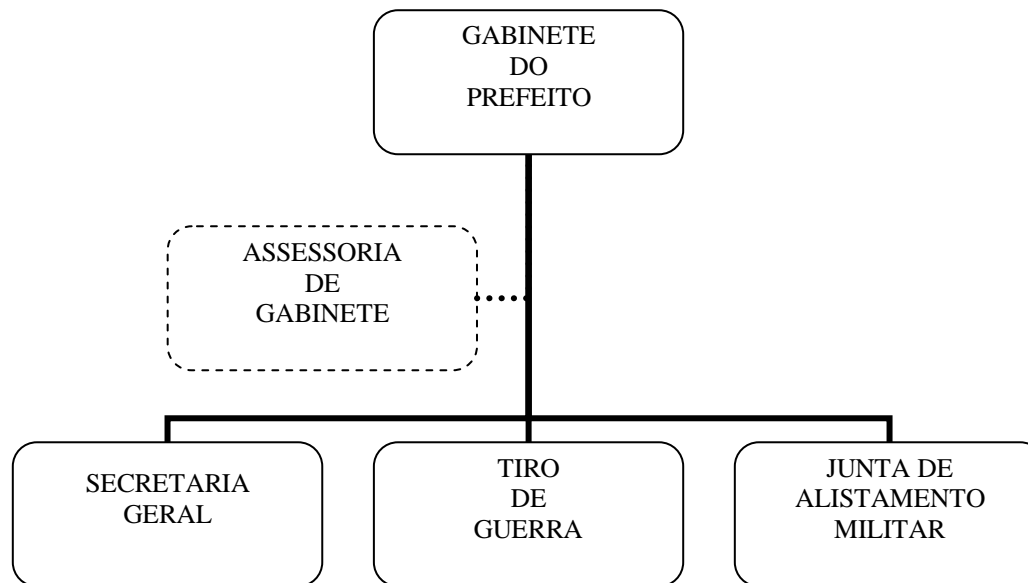 GABINETE
DO
PREFEITO
ASSESSORIA
DE
GABINETE
SECRETARIA
GERAL
TIRO
DE
GUERRA
JUNTA DE
ALISTAMENTO
MILITAR